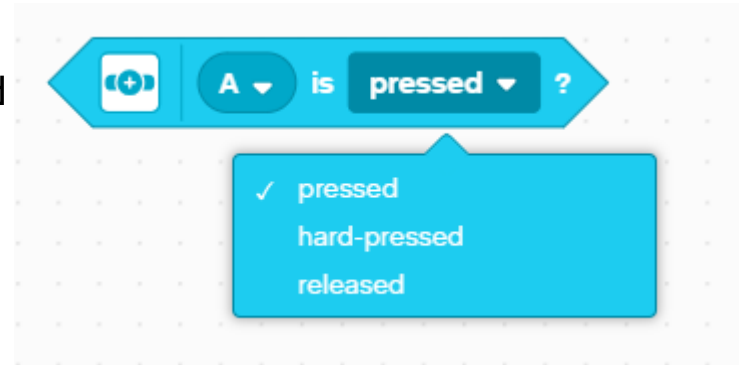 A is pressed ?
✓ pressed
hard-pressed
released